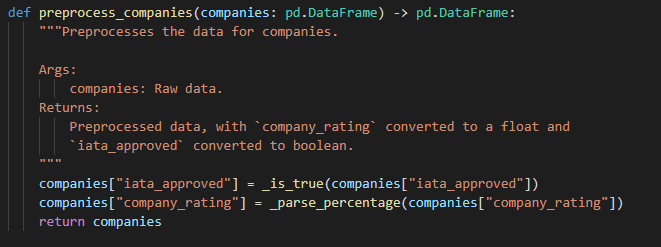 def preprocess_companies(companies: pd.DataFrame) -> pd.DataFrame:
    """Preprocesses the data for companies.

    Args:
        companies: Raw data.
    Returns:
        Preprocessed data, with `company_rating` converted to a float and
        `iata_approved` converted to boolean.
    """
    companies["iata_approved"] = _is_true(companies["iata_approved"])
    companies["company_rating"] = _parse_percentage(companies["company_rating"])
    return companies